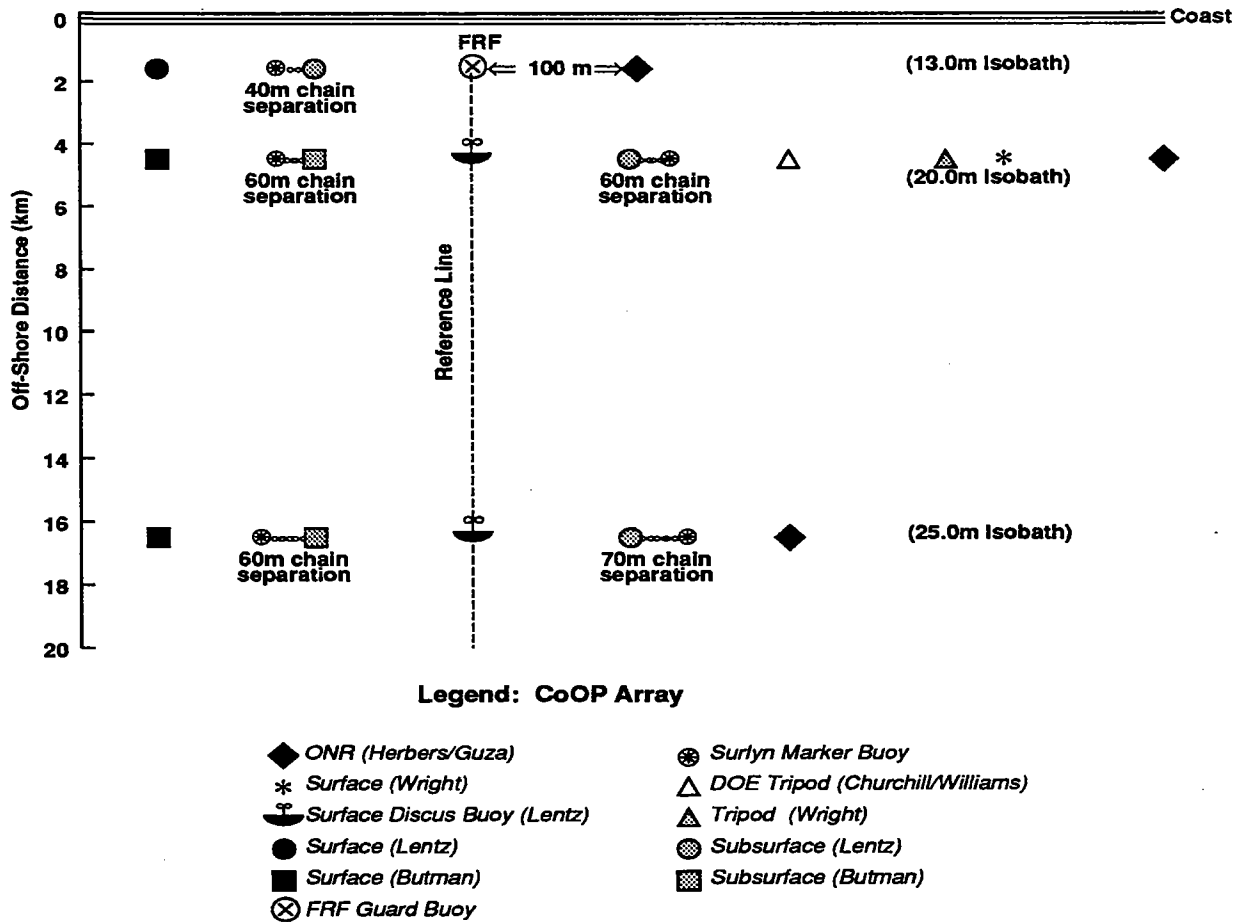 0
Coast
FRF
2
100 m
(13.0m Isobath)
40m chain
separation
4
60m chain
separation
60m chain
separation
(20.0m Isobath)
6
Off-Shore Distance (km)
Reference Line
8
10
12
14
16
(25.0m Isobath)
60m chain
separation
70m chain
separation
18
20
Legend: CoOP Array
ONR (Herbers/Guza)
Surface (Wright)
Surface Discus Buoy (Lentz)
Surface (Lentz)
Surface (Butman)
FRF Guard Buoy
Surlyn Marker Buoy
DOE Tripod (Churchill/Williams)
Tripod (Wright)
Subsurface (Lentz)
Subsurface (Butman)